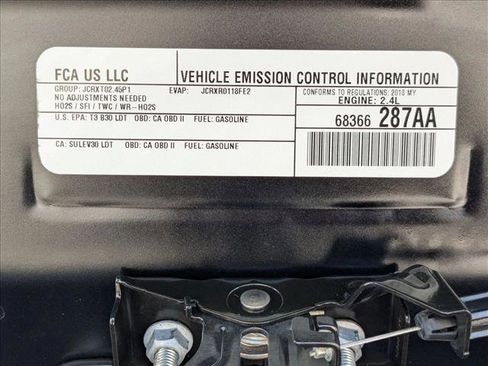 FCA US LLC
VEHICLE EMISSION CONTROL INFORMATION
GROUP: JCRXT02.45P1
EVAP: JCRXR0118FE2
NO ADJUSTMENTS NEEDED
HO2S / SFI / TWC / WR-HO2S
CONFORMS TO REGULATIONS: 2018 MY
ENGINE: 2.4L
U.S. EPA: T3 B30 LDT OBD: CA OBD II FUEL: GASOLINE
68366 287AA
CA: SULEV30 LDT OBD: CA OBD II FUEL: GASOLINE